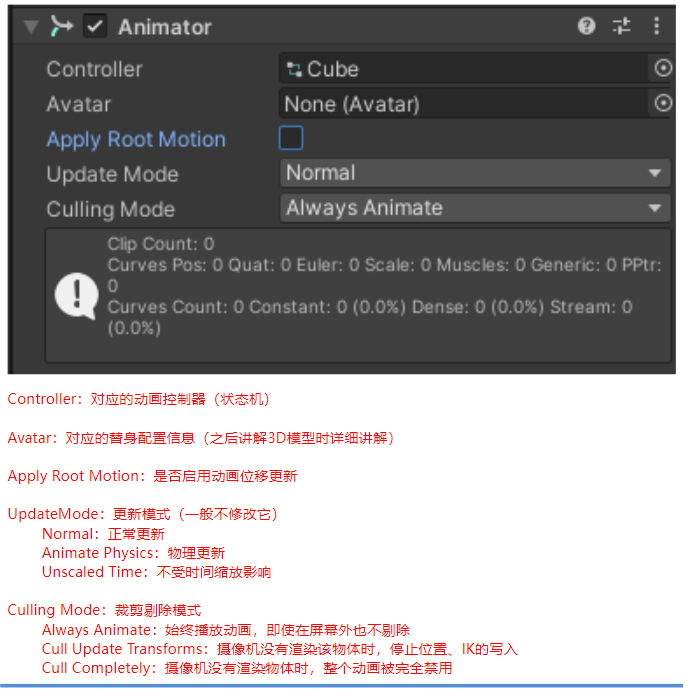 Animator
Controller
Cube
Avatar
None (Avatar)
Apply Root Motion
Update Mode
Normal
Culling Mode
Always Animate
Clip Count: 0
Curves Pos: 0 Quat: 0 Euler: 0 Scale: 0 Muscles: 0 Generic: 0 PPtr:
0
Curves Count: 0 Constant: 0 (0.0%) Dense: 0 (0.0%) Stream: 0
(0.0%)
Controller：对应的动画控制器（状态机）
Avatar：对应的替身配置信息（之后讲解3D模型时详细讲解）
Apply Root Motion：是否启用动画位移更新
UpdateMode：更新模式（一般不修改它）
Normal：正常更新
Animate Physics：物理更新
Unscaled Time：不受时间缩放影响
Culling Mode：裁剪剔除模式
Always Animate：始终播放动画，即使在屏幕外也不剔除
Cull Update Transforms：摄像机没有渲染该物体时，停止位置、IK的写入
Cull Completely：摄像机没有渲染物体时，整个动画被完全禁用